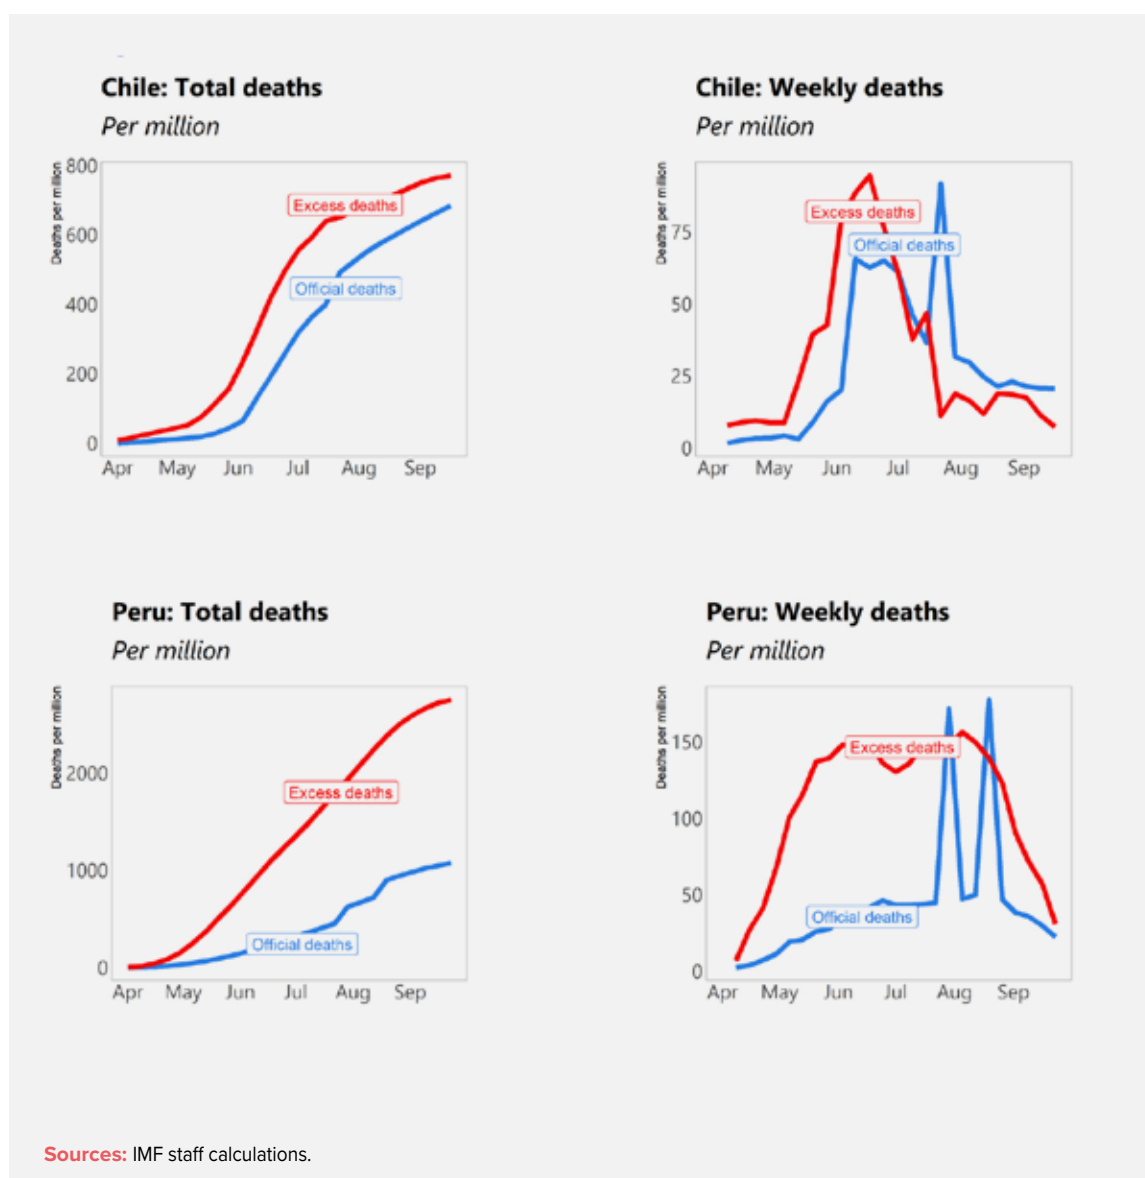 Chile: Total deaths
Per million
Deaths per million
800
600
400
200
0
Excess deaths
Official deaths
Apr May Jun Jul Aug Sep
Chile: Weekly deaths
Per million
Deaths per million
75
50
25
0
Excess deaths
Official deaths
Apr May Jun Jul Aug Sep
Peru: Total deaths
Per million
Deaths per million
2000
1000
0
Excess deaths
Official deaths
Apr May Jun Jul Aug Sep
Peru: Weekly deaths
Per million
Deaths per million
150
100
50
0
Excess deaths
Official deaths
Apr May Jun Jul Aug Sep
Sources: IMF staff calculations.